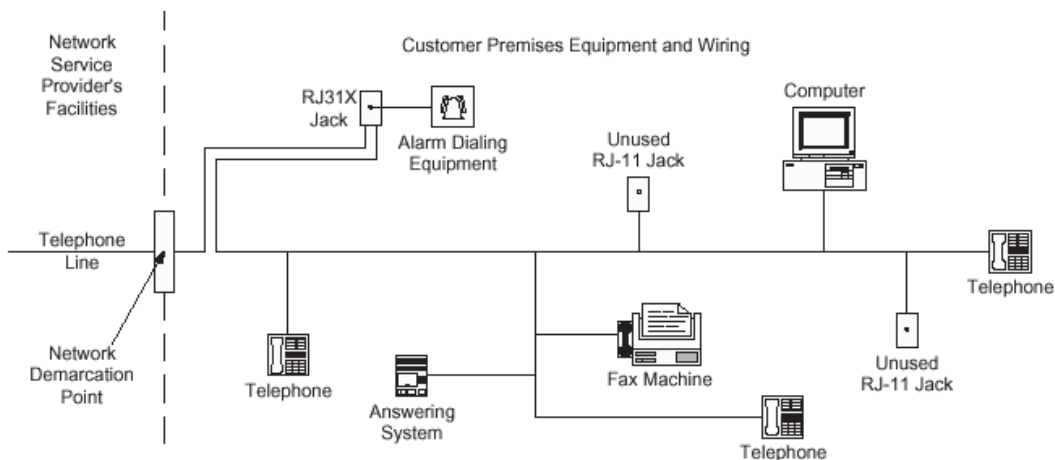 Network
Service
Provider's
Facilities
Customer Premises Equipment and Wiring
RJ31X
Jack
Alarm Dialing
Equipment
Unused
RJ-11 Jack
Computer
Telephone
Line
Telephone
Network
Demarcation
Point
Telephone
Answering
System
Fax Machine
Unused
RJ-11 Jack
Telephone